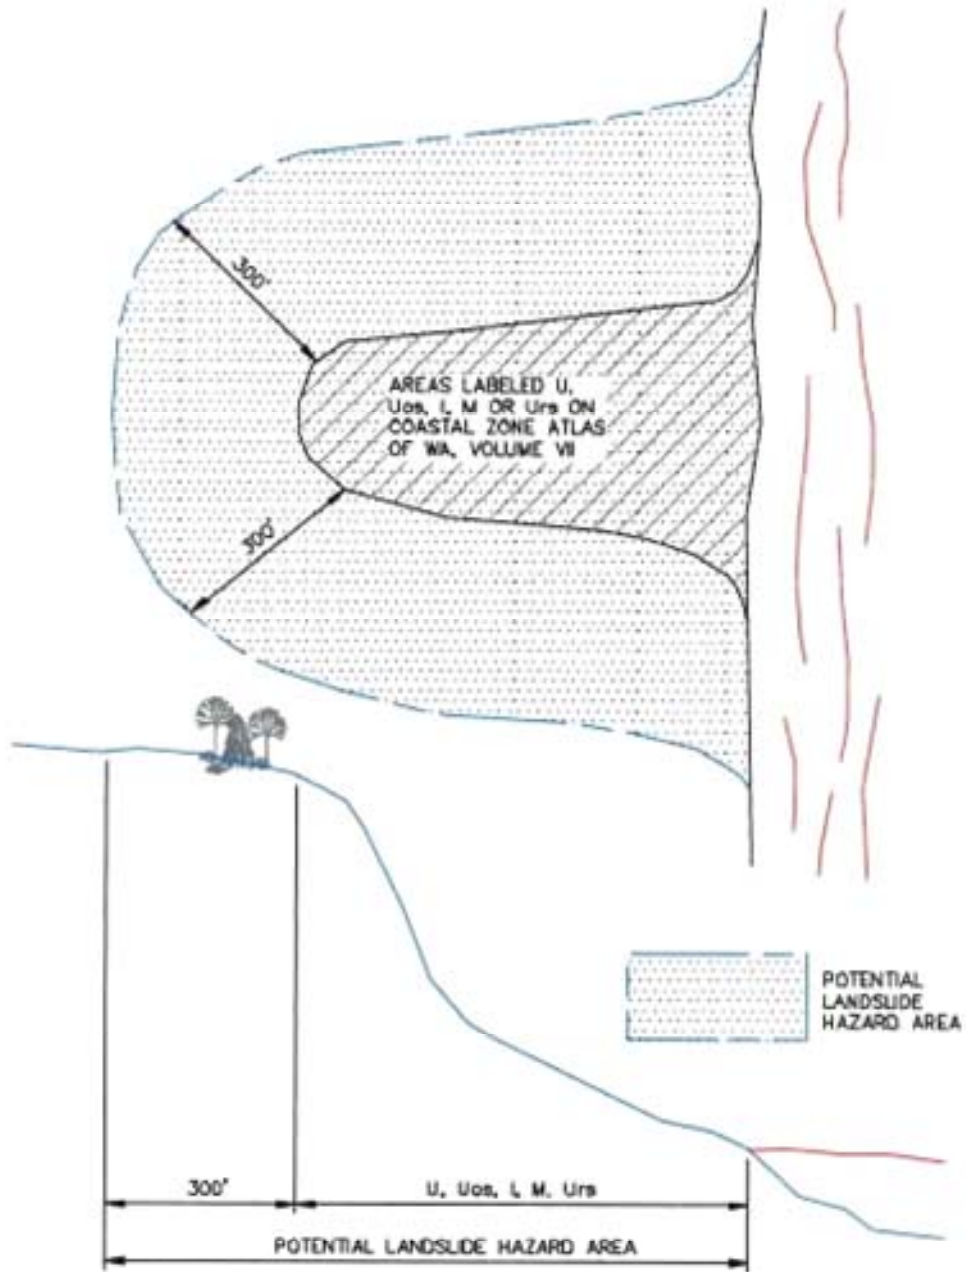 300'
AREAS LABELED U,
Uos, I, M OR Urs ON
COASTAL ZONE ATLAS
OF WA, VOLUME VII
300'
POTENTIAL
LANDSLIDE
HAZARD AREA
300'
U, Uos, I, M, Urs
POTENTIAL LANDSLIDE HAZARD AREA